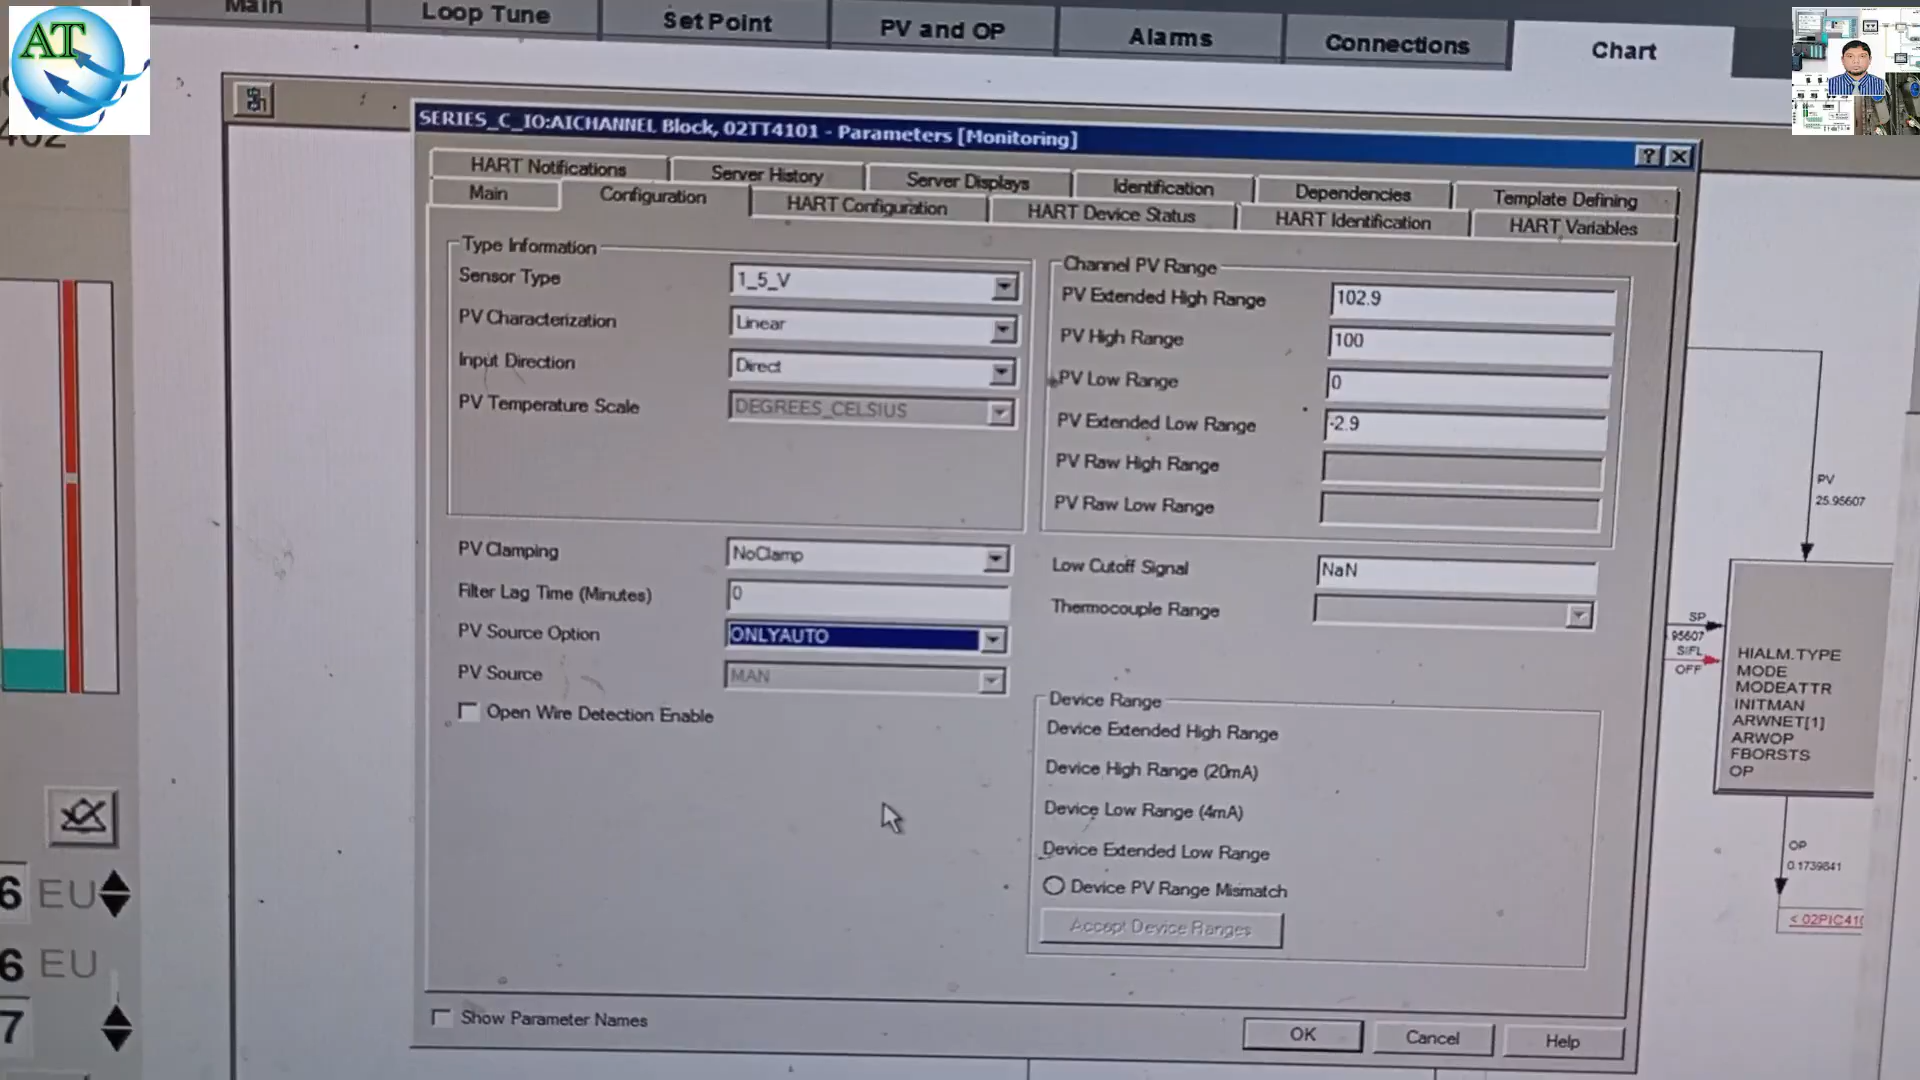 Main
Loop Tune
Set Point
PV and OP
Alarms
Connections
Chart
AT
SERIES_C_IO:AICHANNEL Block, 02TT4101 - Parameters [Monitoring]
HART Notifications
Server History
Server Displays
Identification
Dependencies
Template Defining
Main
Configuration
HART Configuration
HART Device Status
HART Identification
HART Variables
Type Information
Sensor Type
1_5_V
PV Characterization
Linear
Input Direction
Direct
PV Temperature Scale
DEGREES_CELSIUS
Channel PV Range
PV Extended High Range
102.9
PV High Range
100
PV Low Range
0
PV Extended Low Range
-2.9
PV Raw High Range
PV Raw Low Range
PV Clamping
NoClamp
Filter Lag Time (Minutes)
0
PV Source Option
ONLYAUTO
PV Source
MAN
Open Wire Detection Enable
Low Cutoff Signal
NaN
Thermocouple Range
Device Range
Device Extended High Range
Device High Range (20mA)
Device Low Range (4mA)
Device Extended Low Range
Device PV Range Mismatch
Accept Device Ranges
Show Parameter Names
OK
Cancel
Help
PV
25.95607
SP
95607
SIFL
OFF
HIALM.TYPE
MODE
MODEATTR
INITMAN
ARWNET[1]
ARWOP
FBORSTS
OP
OP
0.1739841
< 02PIC410
6 EU
6 EU
7